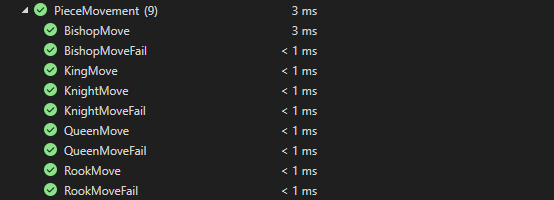 PieceMovement (9) 3 ms
BishopMove 3 ms
BishopMoveFail < 1 ms
KingMove < 1 ms
KnightMove < 1 ms
KnightMoveFail < 1 ms
QueenMove < 1 ms
QueenMoveFail < 1 ms
RookMove < 1 ms
RookMoveFail < 1 ms